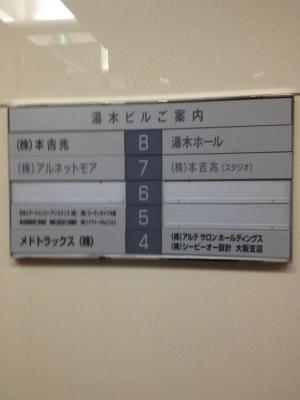 湯木ビルご案内
(株)本吉兆 8 湯木ホール
(株)アルネットモア 7 (株)本吉兆(スタジオ)
6
5
メドトラックス(株) 4 (株)アルテ サロン ホールディングス
(株)シーピーオー設計 大阪支店